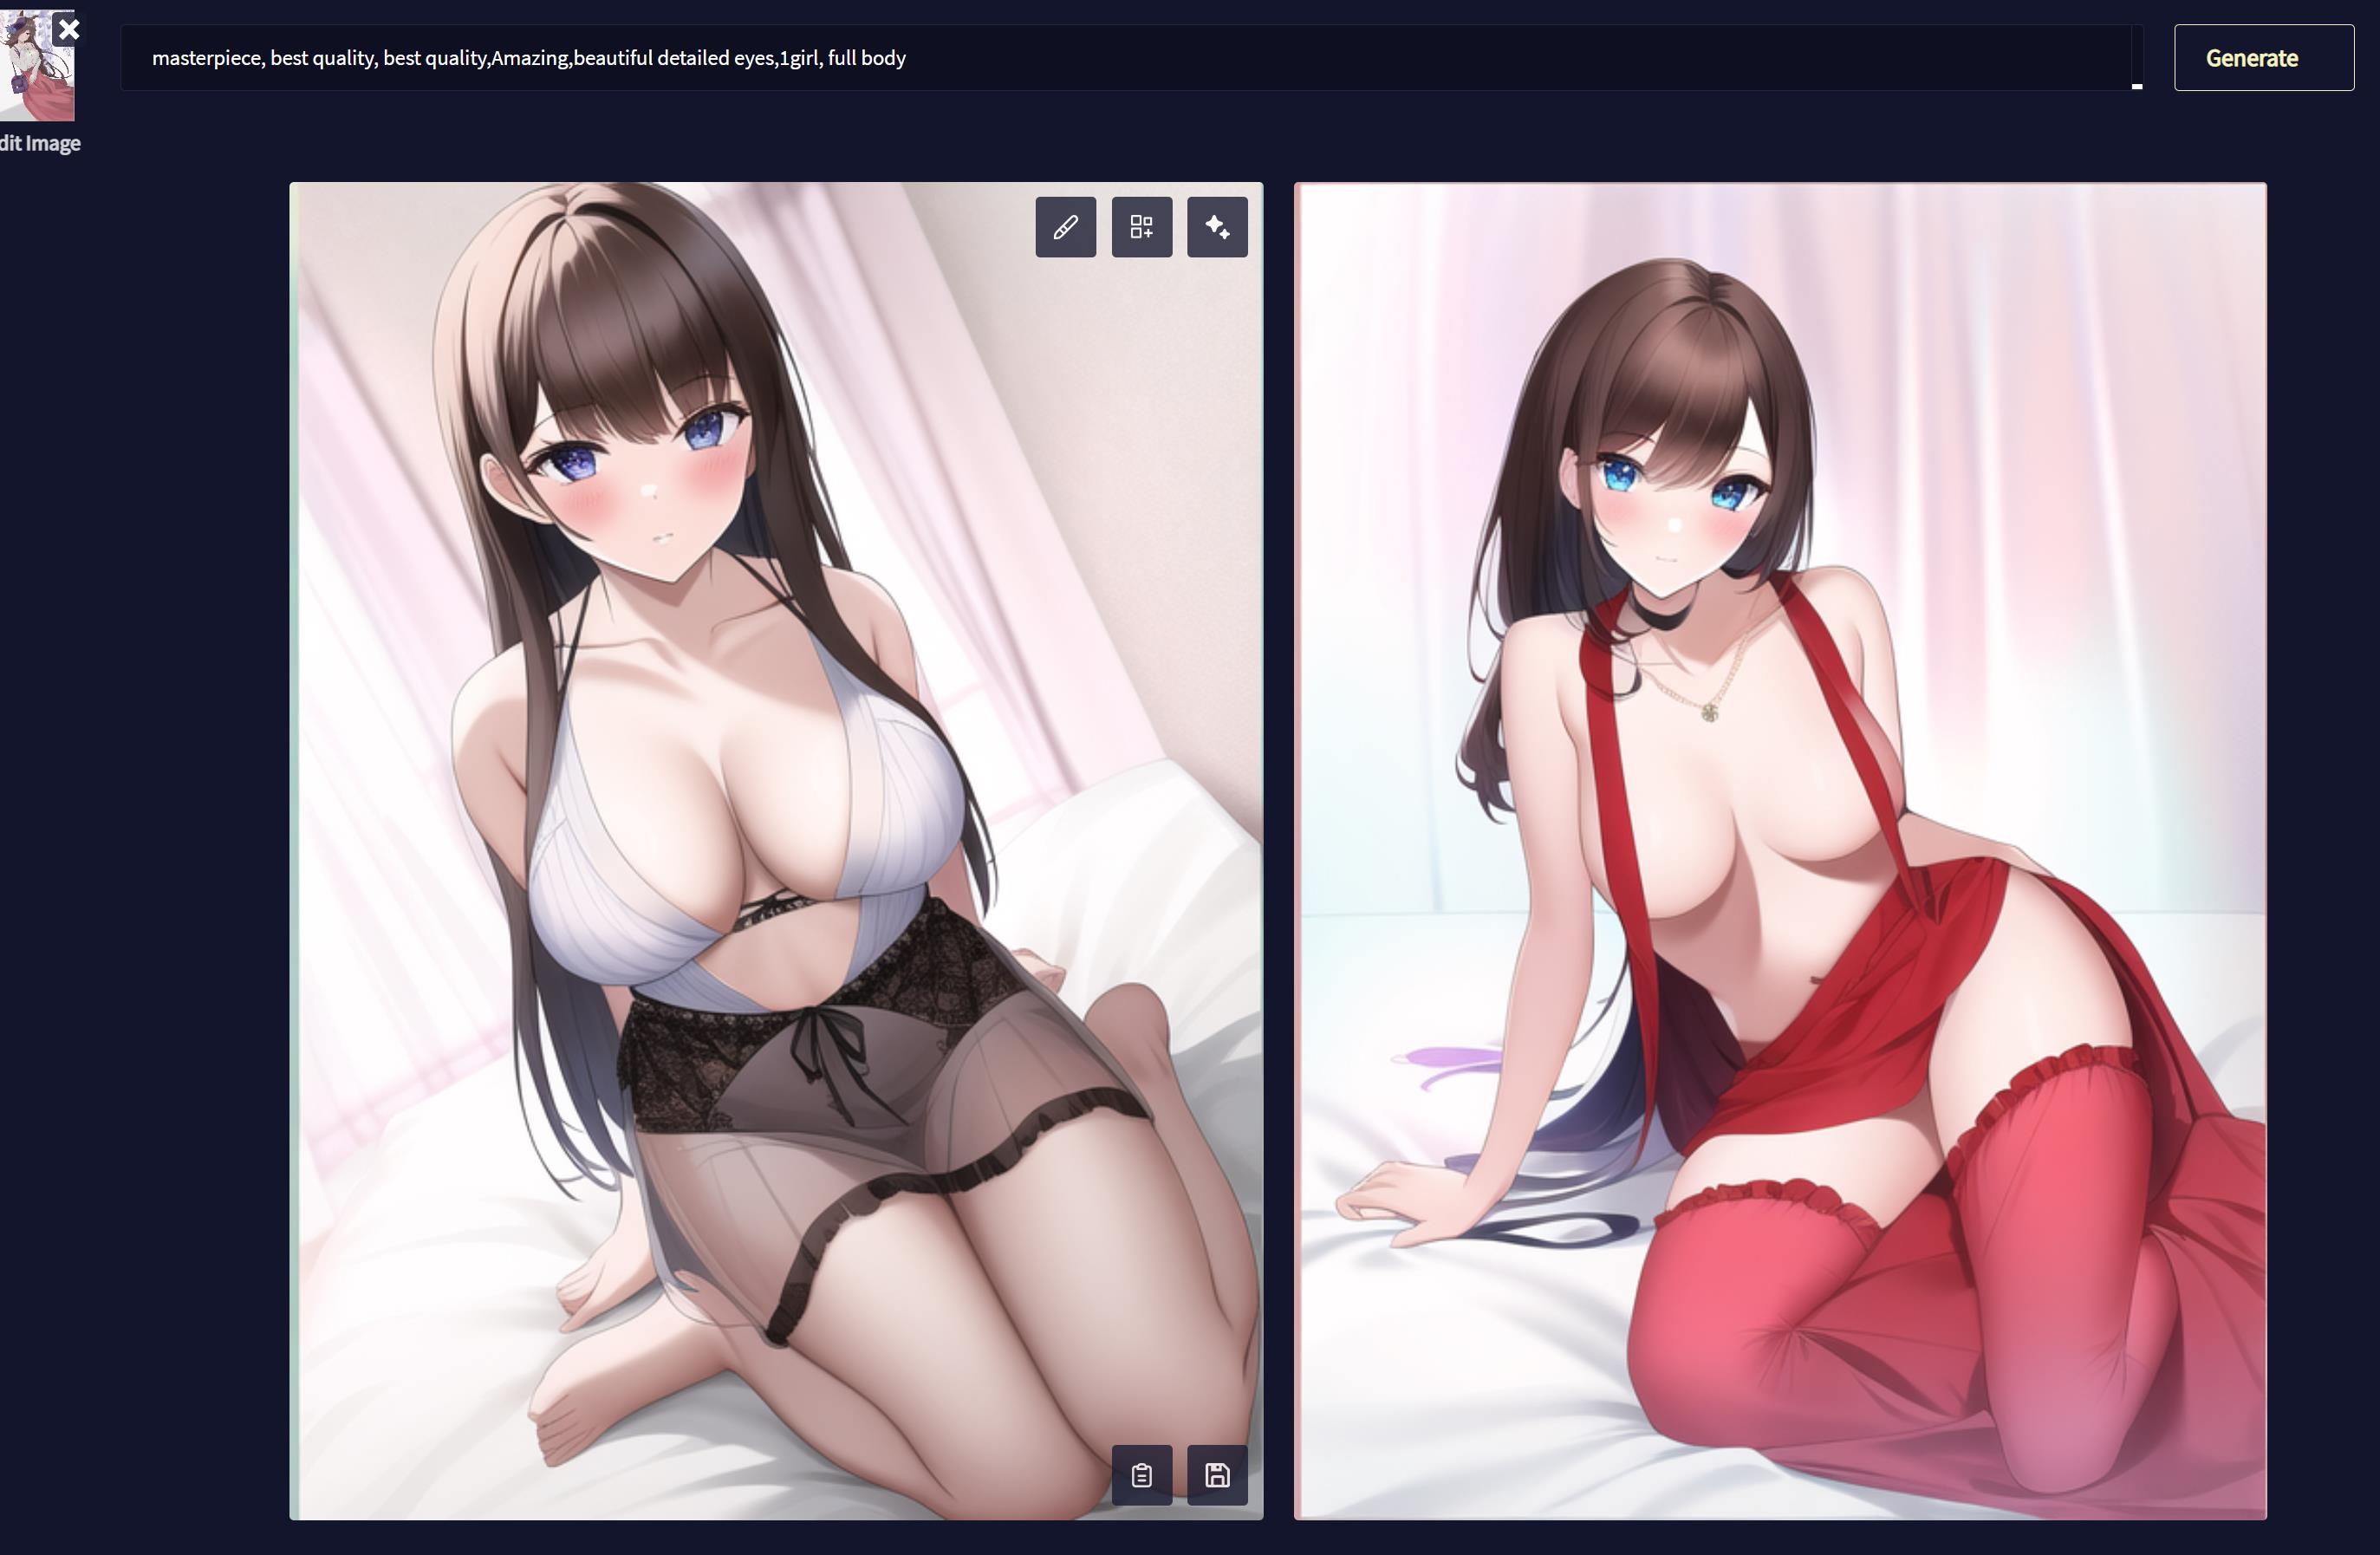 masterpiece, best quality, best quality,Amazing,beautiful detailed eyes,1girl, full body
Generate
dit Image